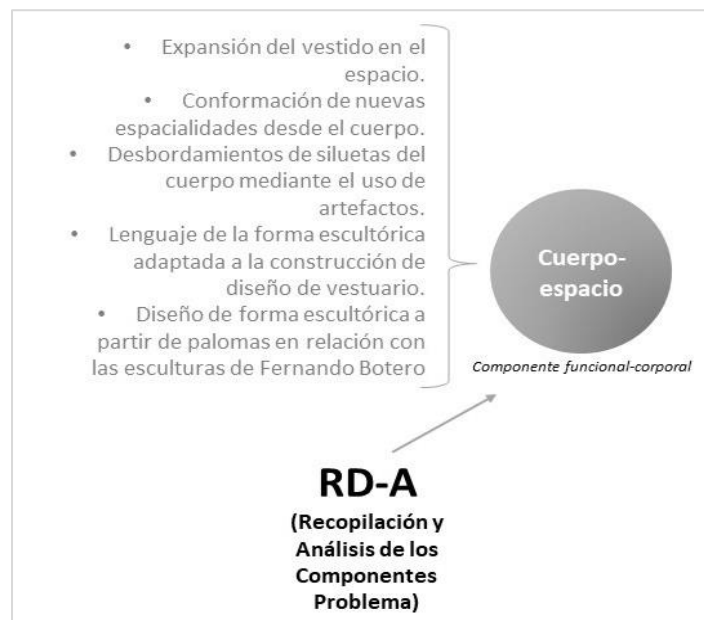 • Expansión del vestido en el
espacio.
• Conformación de nuevas
espacialidades desde el cuerpo.
• Desbordamientos de siluetas del
cuerpo mediante el uso de
artefactos.
• Lenguaje de la forma escultórica
adaptada a la construcción de
diseño de vestuario.
• Diseño de forma escultórica a
partir de palomas en relación con
las esculturas de Fernando Botero
Cuerpo-
espacio
Componente funcional-corporal
RD-A
(Recopilación y
Análisis de los
Componentes
Problema)